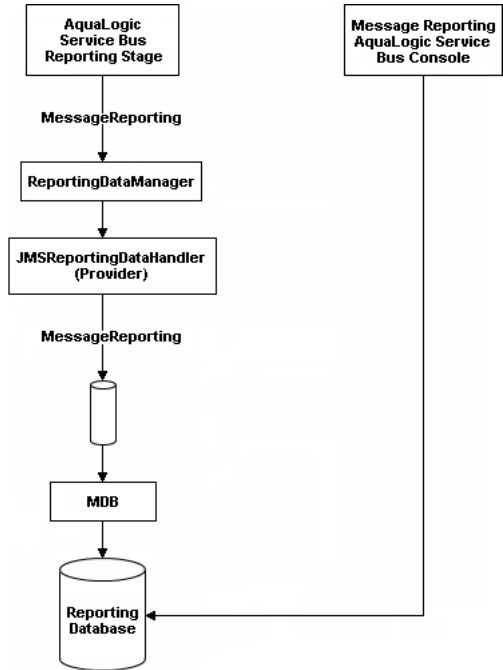 AquaLogic
Service Bus
Reporting Stage
Message Reporting
AquaLogic Service
Bus Console
MessageReporting
ReportingDataManager
JMSReportingDataHandler
(Provider)
MessageReporting
MDB
Reporting
Database